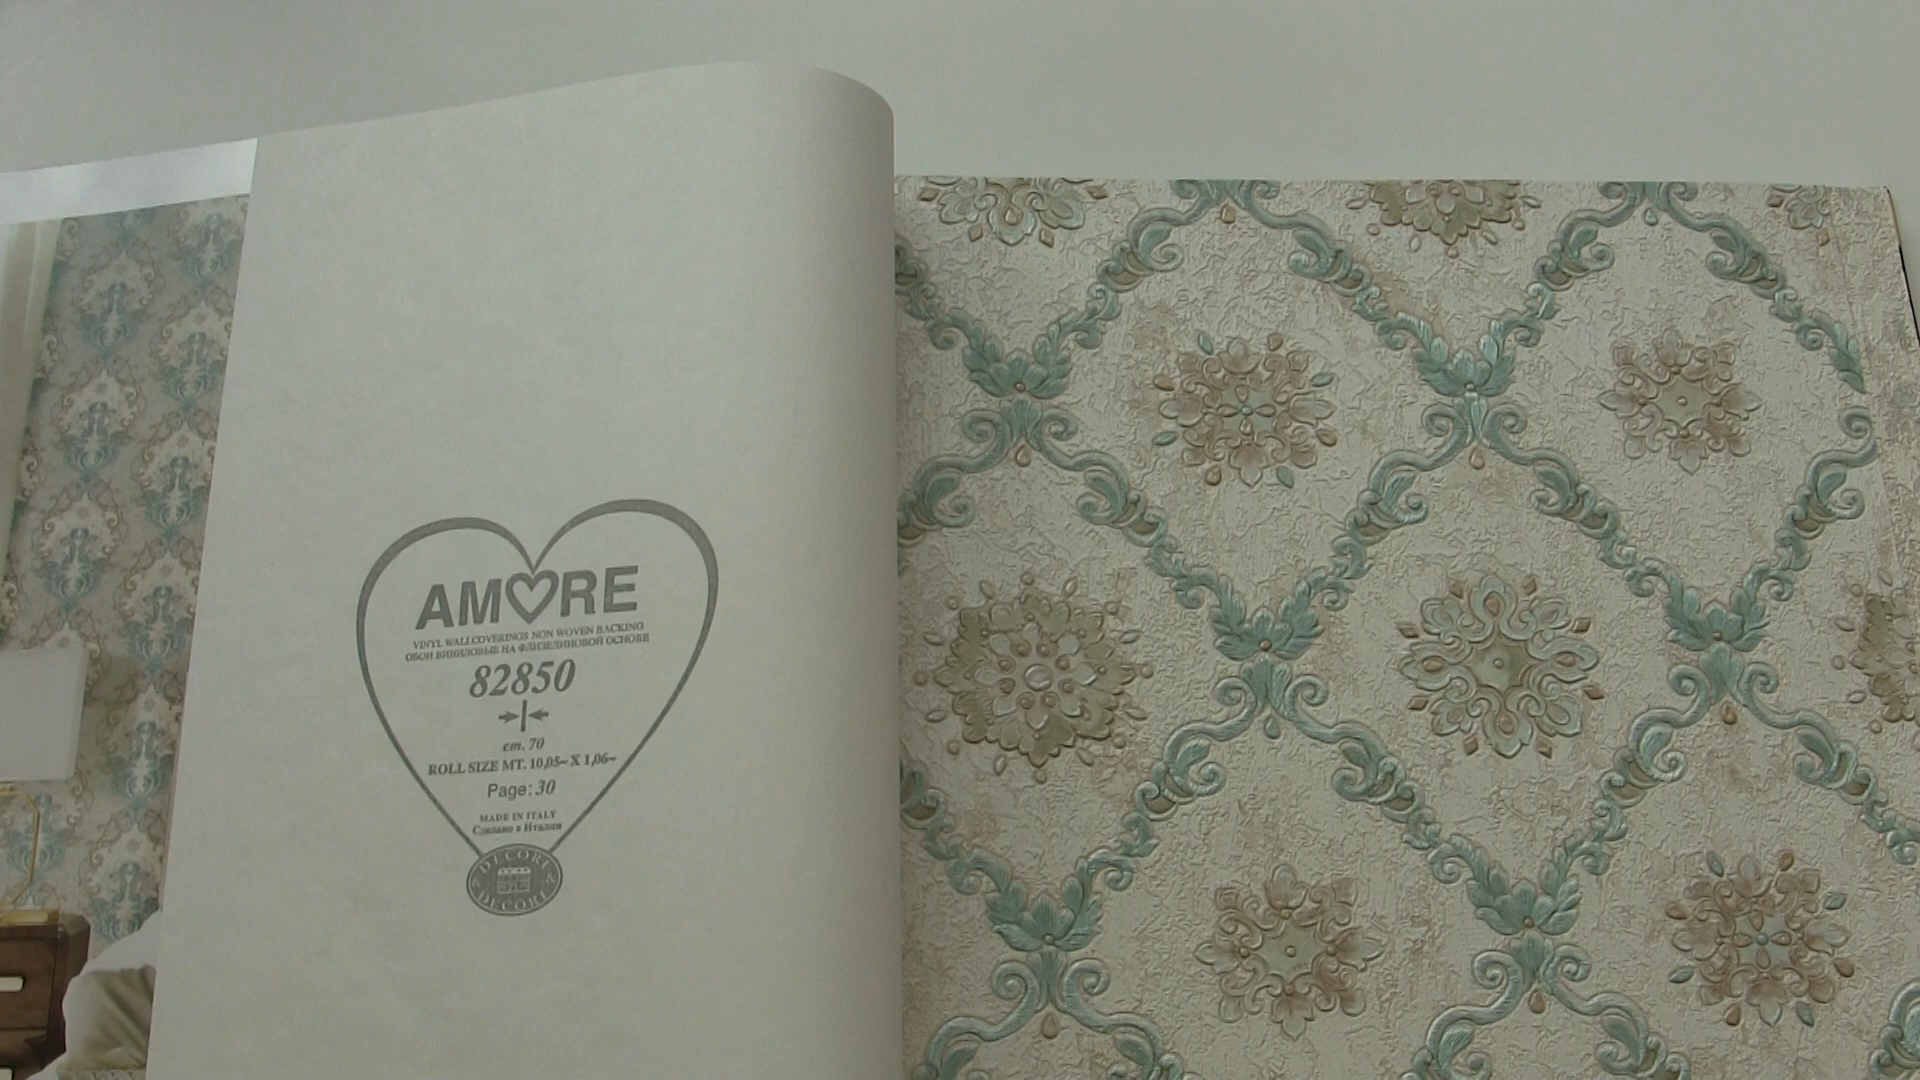 AMORE
VINYL WALLCOVERINGS NON WOVEN BACKING
ОБОИ ВИНИЛОВЫЕ НА ФЛИЗЕЛИНОВОЙ ОСНОВЕ
82850
cm. 70
ROLL SIZE MT. 10,05~ X 1,06~
Page: 30
MADE IN ITALY
Сделано в Италии
DECORI
&
&
DECORI